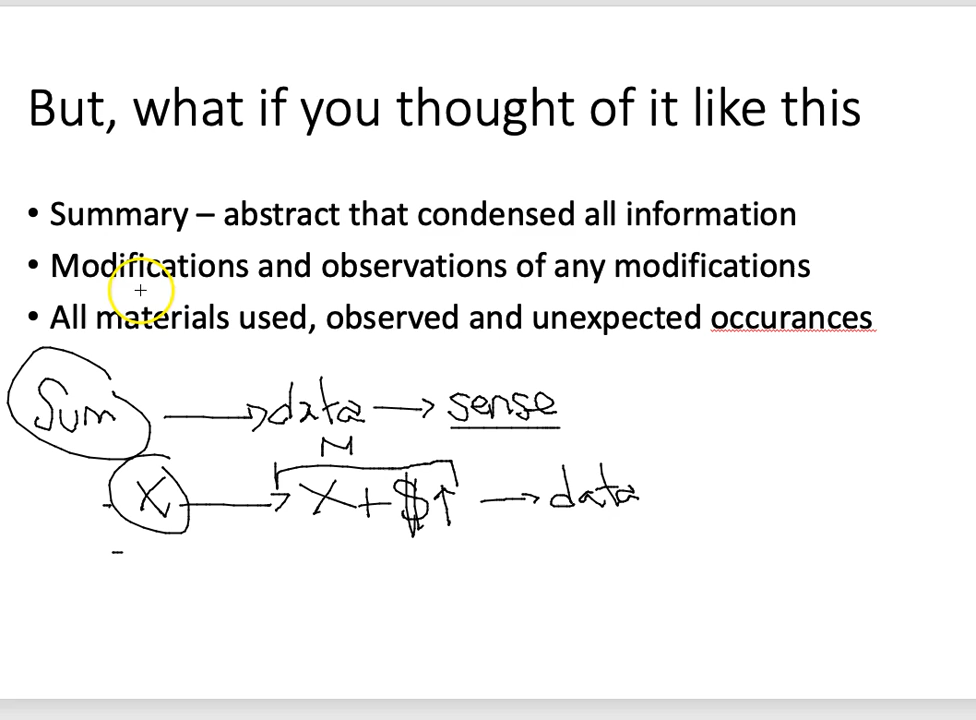 But, what if you thought of it like this
• Summary – abstract that condensed all information
• Modifications and observations of any modifications
• All materials used, observed and unexpected occurances
Sum → data → sense
M
X → X + $↑ → data